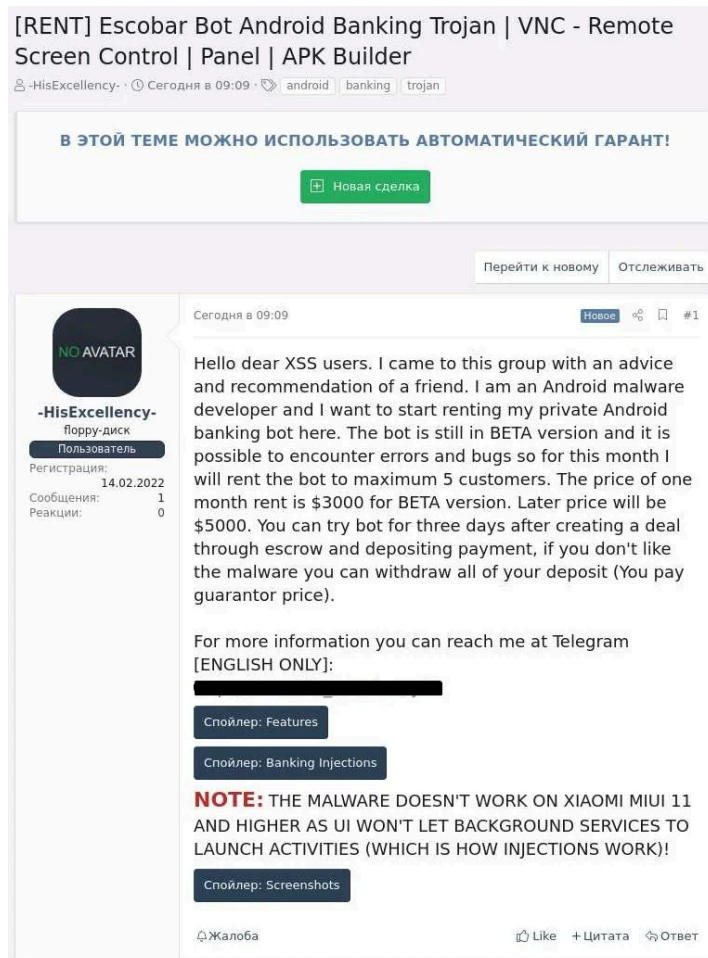 [RENT] Escobar Bot Android Banking Trojan | VNC - Remote
Screen Control | Panel | APK Builder
-HisExcellency- · Сегодня в 09:09 · android banking trojan
В ЭТОЙ ТЕМЕ МОЖНО ИСПОЛЬЗОВАТЬ АВТОМАТИЧЕСКИЙ ГАРАНТ!
Новая сделка
Перейти к новому Отслеживать
NO AVATAR
-HisExcellency-
floppy-диск
Пользователь
Регистрация:
14.02.2022
Сообщения: 1
Реакции: 0
Сегодня в 09:09 Новое #1
Hello dear XSS users. I came to this group with an advice
and recommendation of a friend. I am an Android malware
developer and I want to start renting my private Android
banking bot here. The bot is still in BETA version and it is
possible to encounter errors and bugs so for this month I
will rent the bot to maximum 5 customers. The price of one
month rent is $3000 for BETA version. Later price will be
$5000. You can try bot for three days after creating a deal
through escrow and depositing payment, if you don't like
the malware you can withdraw all of your deposit (You pay
guarantor price).
For more information you can reach me at Telegram
[ENGLISH ONLY]:
Спойлер: Features
Спойлер: Banking Injections
NOTE: THE MALWARE DOESN'T WORK ON XIAOMI MIUI 11
AND HIGHER AS UI WON'T LET BACKGROUND SERVICES TO
LAUNCH ACTIVITIES (WHICH IS HOW INJECTIONS WORK)!
Спойлер: Screenshots
Жалоба Like +Цитата Ответ